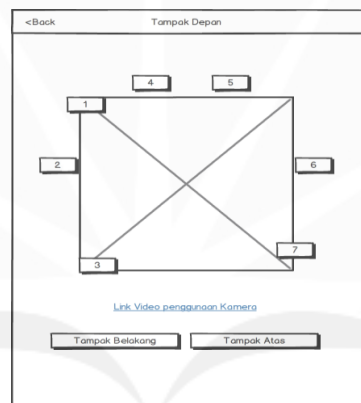 <Back Tampak Depan
4 5
1
2 6
7
3
Link Video penggunaan Kamera
Tampak Belakang Tampak Atas